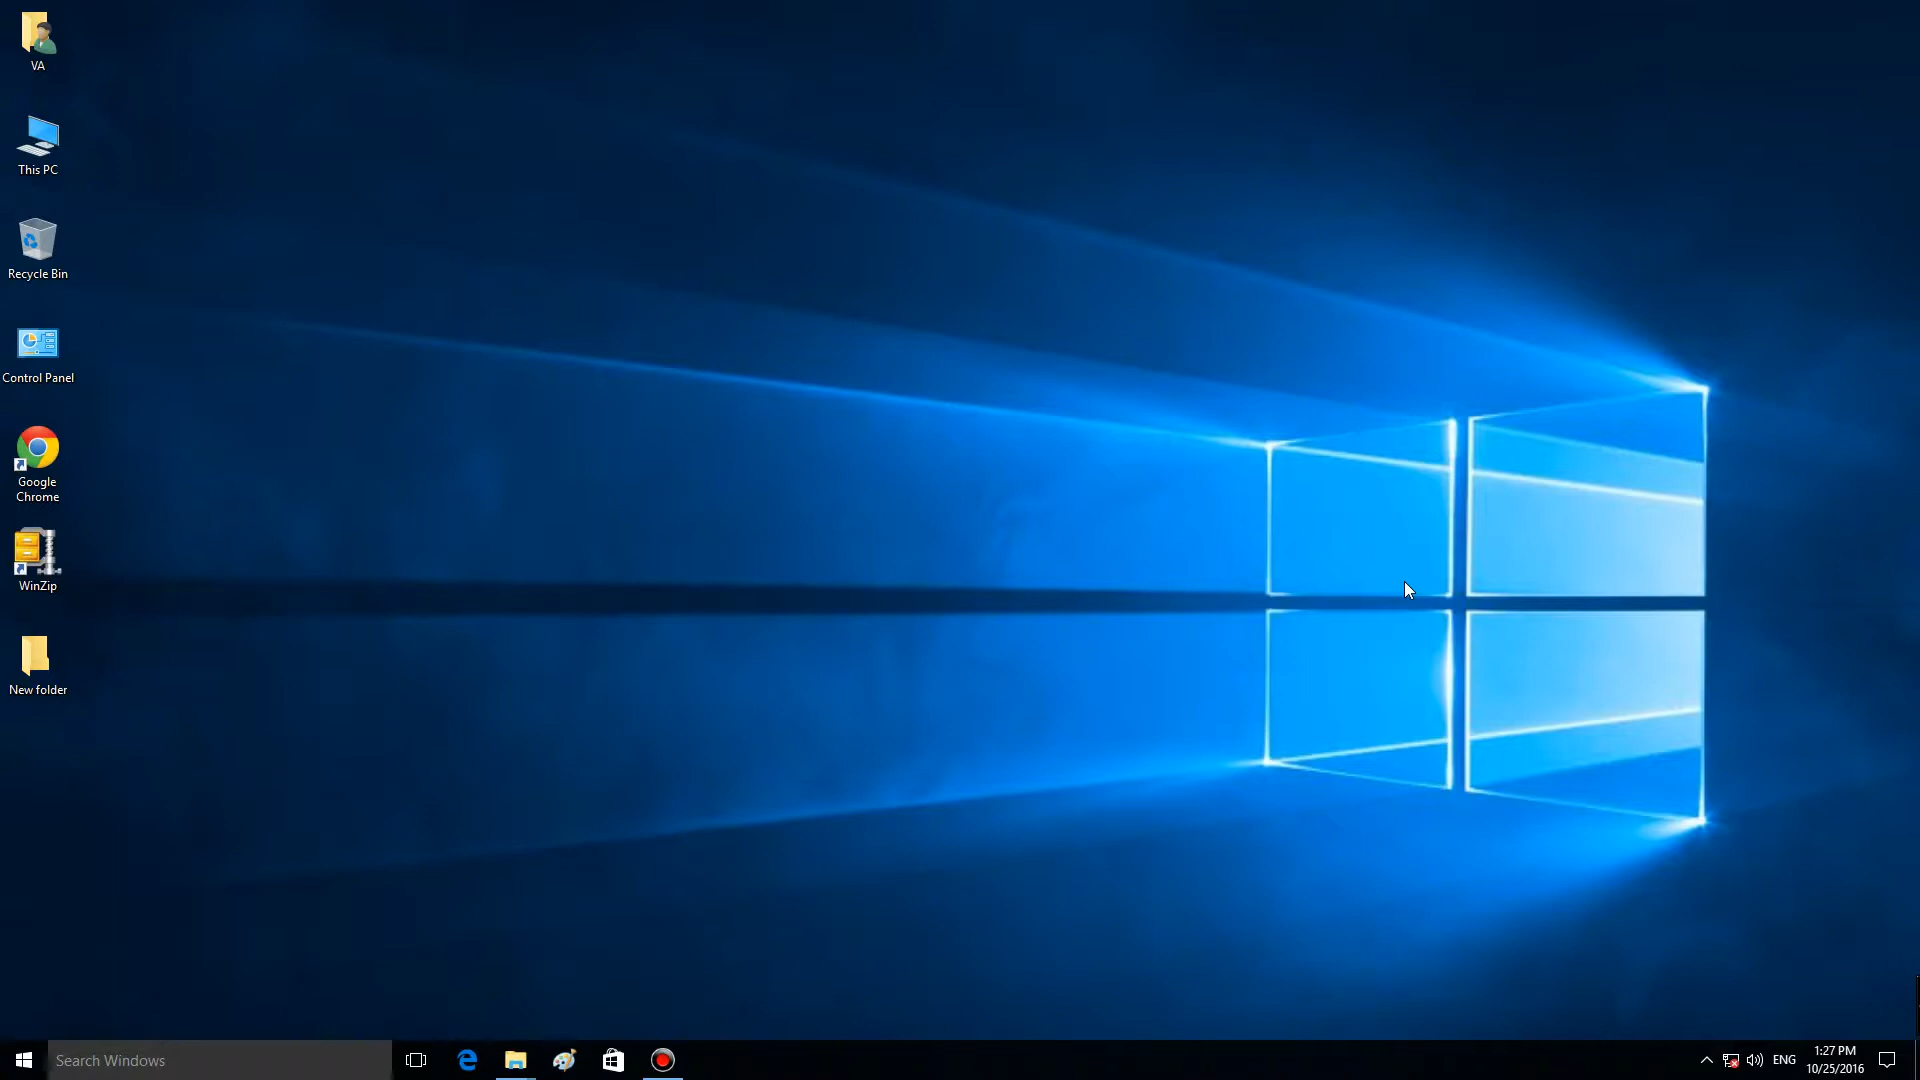 VA
This PC
Recycle Bin
Control Panel
Google
Chrome
WinZip
New folder
Search Windows
ENG
1:27 PM
10/25/2016